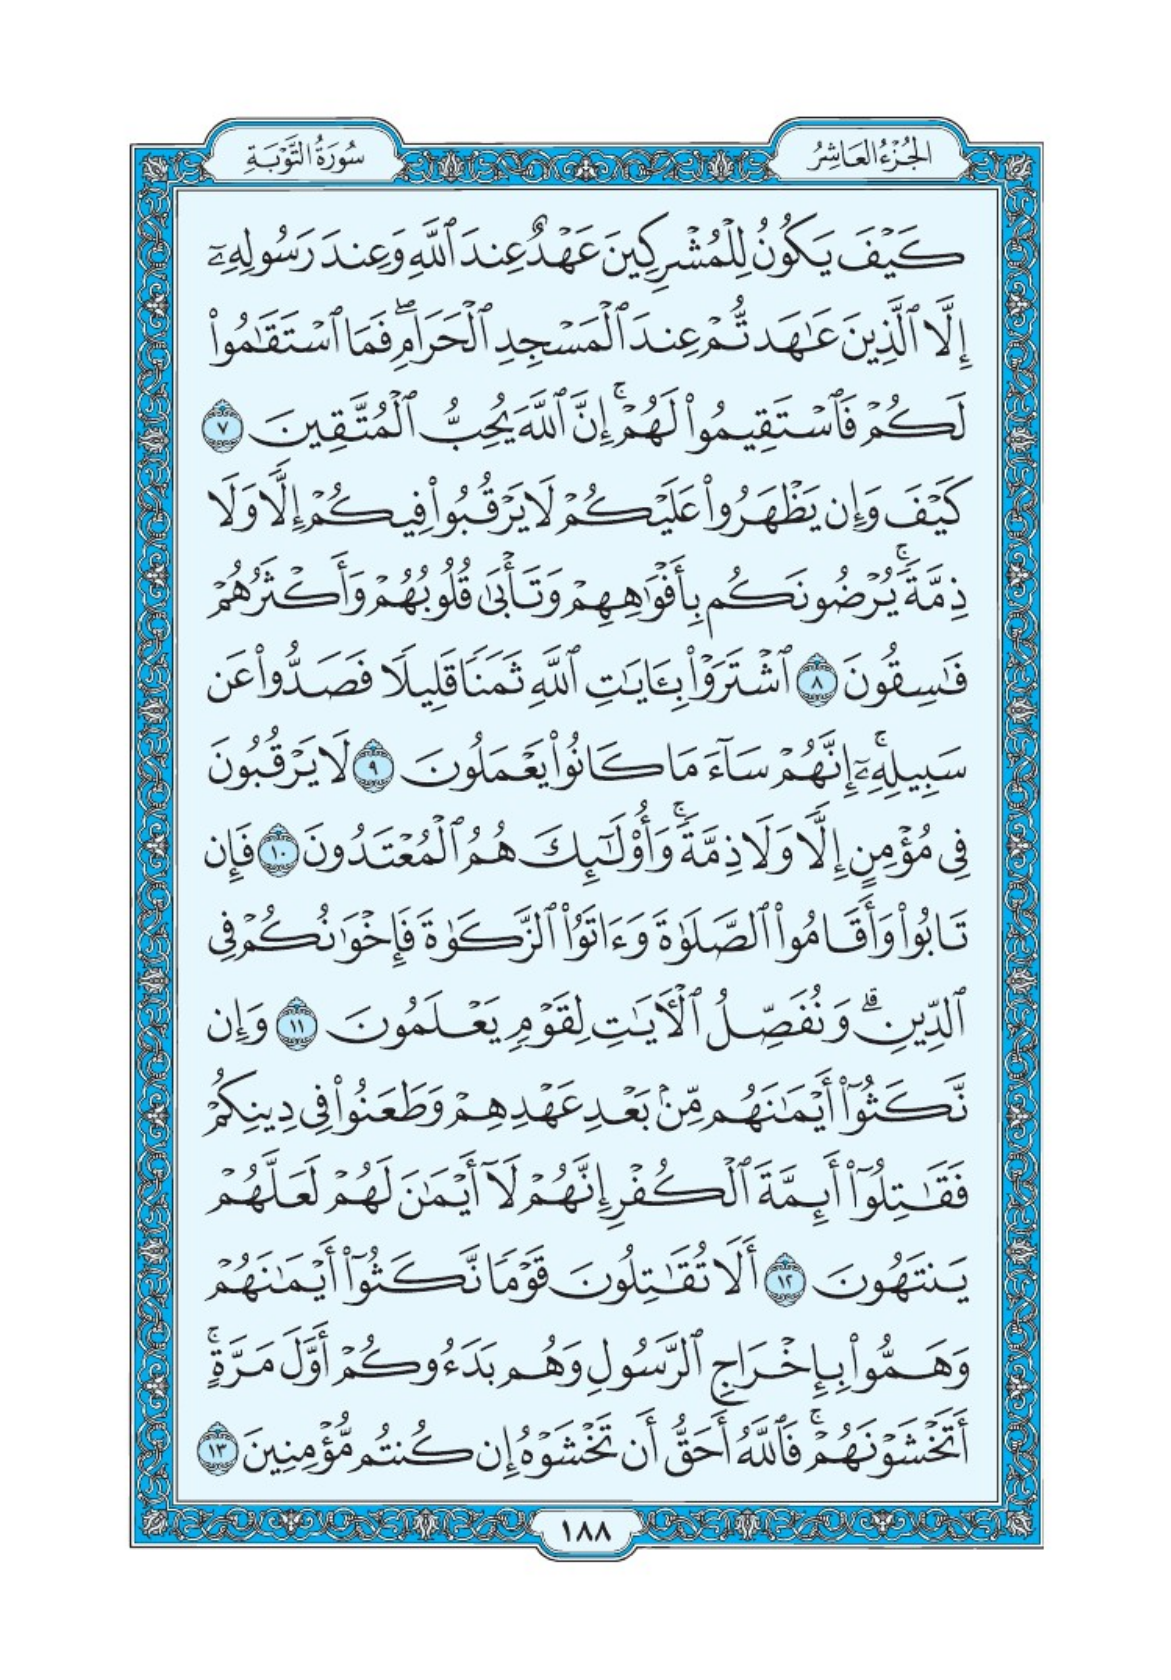 الجُزْءُ العَاشِرُ
سُورَةُ التَّوْبَةِ
كَيْفَ يَكُونُ لِلْمُشْرِكِينَ عَهْدٌ عِندَ ٱللَّهِ وَعِندَ رَسُولِهِۦٓ
إِلَّا ٱلَّذِينَ عَـٰهَدتُّمْ عِندَ ٱلْمَسْجِدِ ٱلْحَرَامِۖ فَمَا ٱسْتَقَـٰمُوا۟
لَكُمْ فَٱسْتَقِيمُوا۟ لَهُمْۚ إِنَّ ٱللَّهَ يُحِبُّ ٱلْمُتَّقِينَ ٧
كَيْفَ وَإِن يَظْهَرُوا۟ عَلَيْكُمْ لَا يَرْقُبُوا۟ فِيكُمْ إِلًّا وَلَا
ذِمَّةًۚ يُرْضُونَكُم بِأَفْوَٰهِهِمْ وَتَأْبَىٰ قُلُوبُهُمْ وَأَكْثَرُهُمْ
فَـٰسِقُونَ ٨ ٱشْتَرَوْا۟ بِـَٔايَـٰتِ ٱللَّهِ ثَمَنًا قَلِيلًا فَصَدُّوا۟ عَن
سَبِيلِهِۦٓۚ إِنَّهُمْ سَآءَ مَا كَانُوا۟ يَعْمَلُونَ ٩ لَا يَرْقُبُونَ
فِى مُؤْمِنٍ إِلًّا وَلَا ذِمَّةًۚ وَأُو۟لَـٰٓئِكَ هُمُ ٱلْمُعْتَدُونَ ١٠ فَإِن
تَابُوا۟ وَأَقَامُوا۟ ٱلصَّلَوٰةَ وَءَاتَوُا۟ ٱلزَّكَوٰةَ فَإِخْوَٰنُكُمْ فِى
ٱلدِّينِۗ وَنُفَصِّلُ ٱلْـَٔايَـٰتِ لِقَوْمٍ يَعْلَمُونَ ١١ وَإِن
نَّكَثُوٓا۟ أَيْمَـٰنَهُم مِّنۢ بَعْدِ عَهْدِهِمْ وَطَعَنُوا۟ فِى دِينِكُمْ
فَقَـٰتِلُوٓا۟ أَئِمَّةَ ٱلْكُفْرِ إِنَّهُمْ لَآ أَيْمَـٰنَ لَهُمْ لَعَلَّهُمْ
يَنتَهُونَ ١٢ أَلَا تُقَـٰتِلُونَ قَوْمًا نَّكَثُوٓا۟ أَيْمَـٰنَهُمْ
وَهَمُّوا۟ بِإِخْرَاجِ ٱلرَّسُولِ وَهُم بَدَءُوكُمْ أَوَّلَ مَرَّةٍۚ
أَتَخْشَوْنَهُمْۚ فَٱللَّهُ أَحَقُّ أَن تَخْشَوْهُ إِن كُنتُم مُّؤْمِنِينَ ١٣
١٨٨